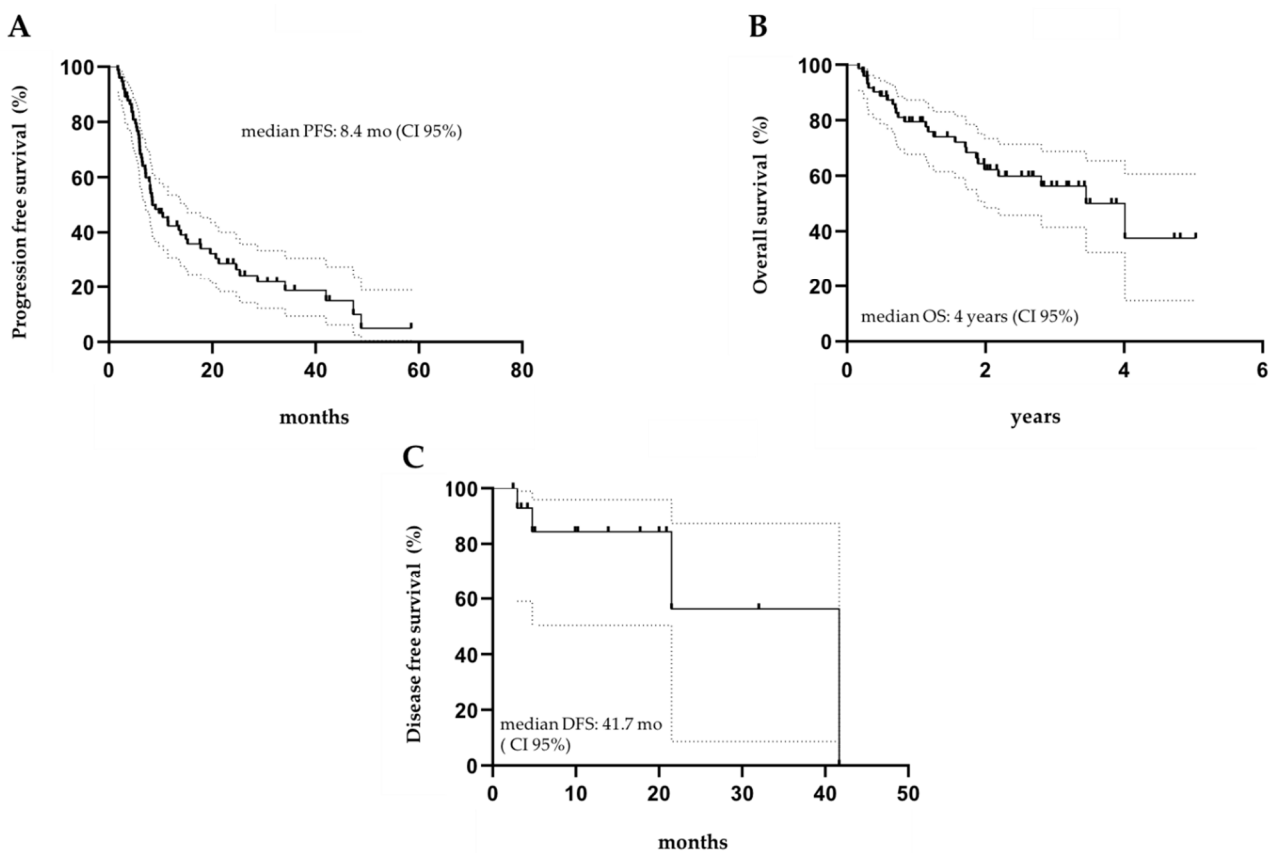 A
Progression free survival (%)
100
80
60
40
20
0
median PFS: 8.4 mo (CI 95%)
0 20 40 60 80
months
B
Overall survival (%)
100
80
60
40
20
0
median OS: 4 years (CI 95%)
0 2 4 6
years
C
Disease free survival (%)
100
80
60
40
20
0
median DFS: 41.7 mo
( CI 95%)
0 10 20 30 40 50
months